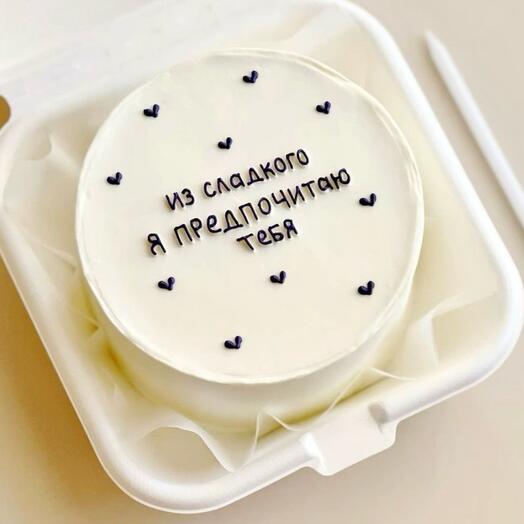 из сладкого
я предпочитаю
тебя